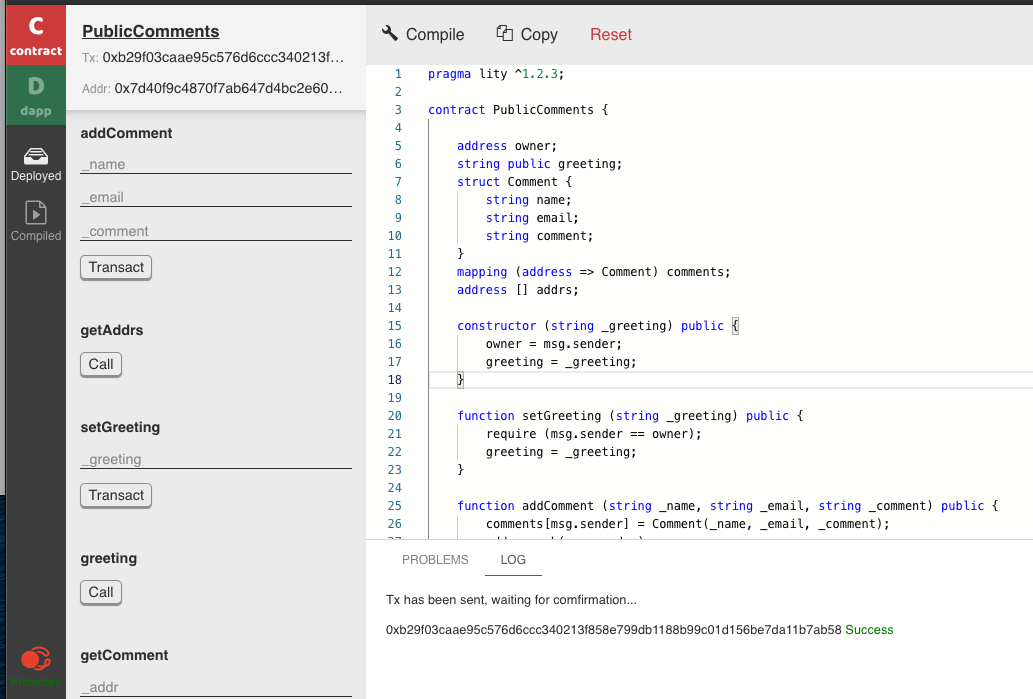 C
contract
D
dapp
Deployed
Compiled
PublicComments
Tx: 0xb29f03caae95c576d6ccc340213f...
Addr: 0x7d40f9c4870f7ab647d4bc2e60...
addComment
_name
_email
_comment
Transact
getAddrs
Call
setGreeting
_greeting
Transact
greeting
Call
getComment
_addr
Compile
Copy
Reset
1 pragma lity ^1.2.3;
2
3 contract PublicComments {
4
5 address owner;
6 string public greeting;
7 struct Comment {
8 string name;
9 string email;
10 string comment;
11 }
12 mapping (address => Comment) comments;
13 address [] addrs;
14
15 constructor (string _greeting) public {
16 owner = msg.sender;
17 greeting = _greeting;
18 }
19
20 function setGreeting (string _greeting) public {
21 require (msg.sender == owner);
22 greeting = _greeting;
23 }
24
25 function addComment (string _name, string _email, string _comment) public {
26 comments[msg.sender] = Comment(_name, _email, _comment);
PROBLEMS
LOG
Tx has been sent, waiting for comfirmation...
0xb29f03caae95c576d6ccc340213f858e799db1188b99c01d156be7da11b7ab58 Success